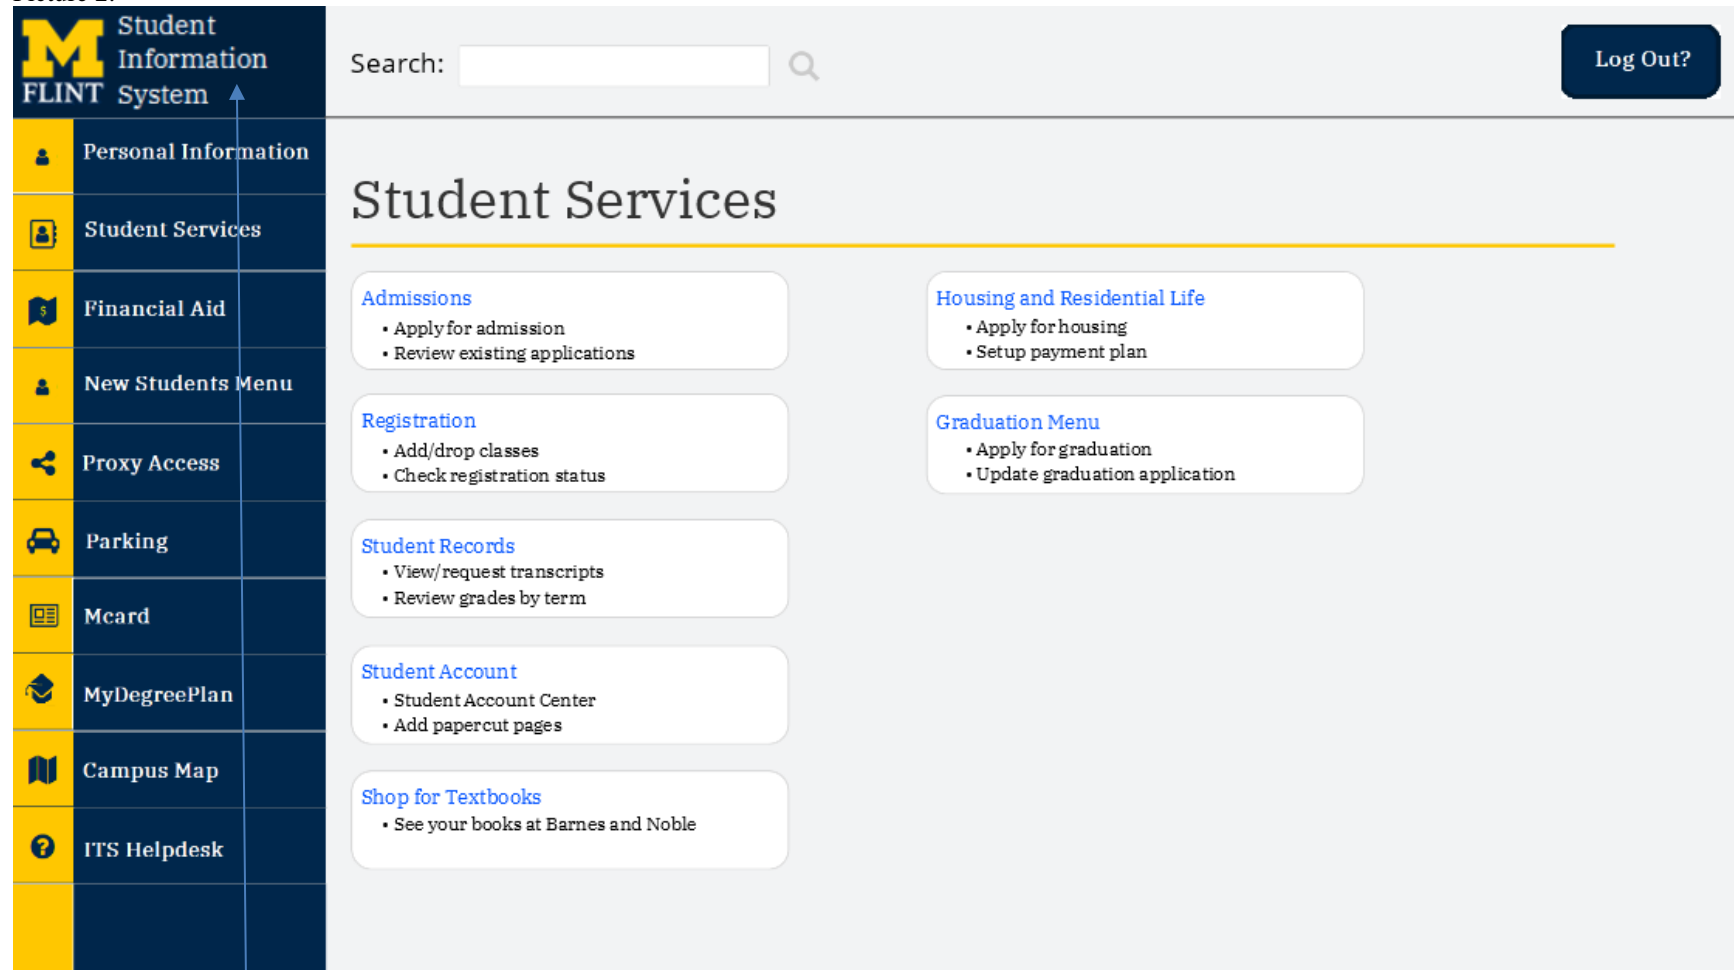 M
FLINT
Student
Information
System
Search:
Log Out?
Personal Information
Student Services
Financial Aid
New Students Menu
Proxy Access
Parking
Mcard
MyDegreePlan
Campus Map
ITS Helpdesk
Student Services
Admissions
• Apply for admission
• Review existing applications
Registration
• Add/drop classes
• Check registration status
Student Records
• View/request transcripts
• Review grades by term
Student Account
• Student Account Center
• Add papercut pages
Shop for Textbooks
• See your books at Barnes and Noble
Housing and Residential Life
• Apply for housing
• Setup payment plan
Graduation Menu
• Apply for graduation
• Update graduation application